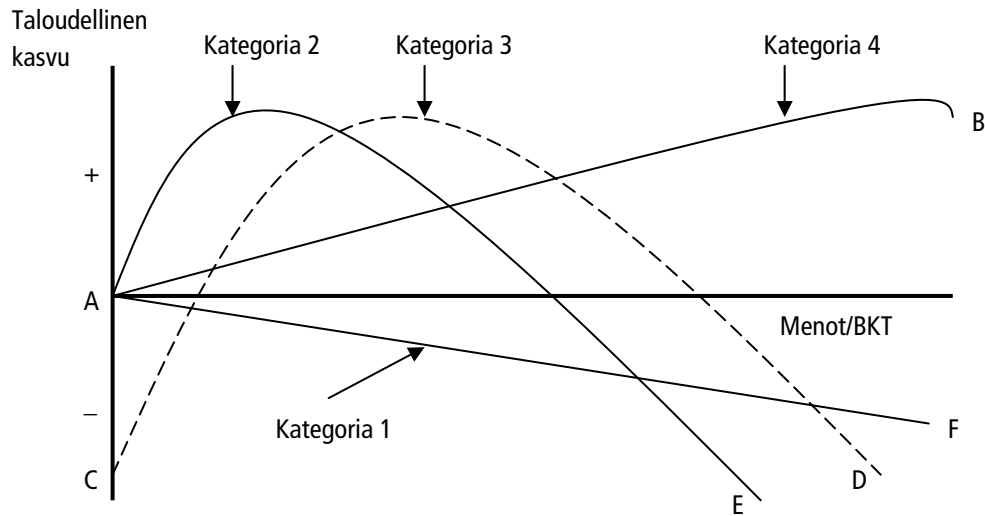 Taloudellinen
kasvu
Kategoria 2
Kategoria 3
Kategoria 4
B
+
A
Menot/BKT
–
Kategoria 1
F
C
D
E